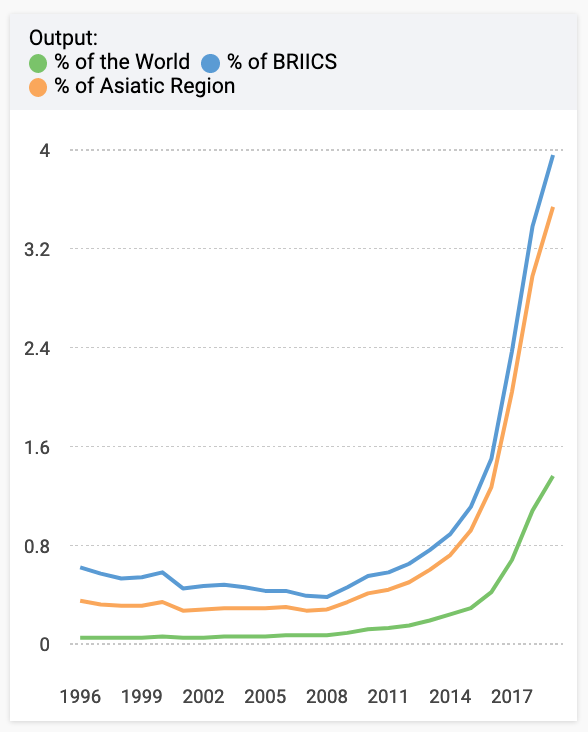 Output:
% of the World % of BRIICS
% of Asiatic Region
4
3.2
2.4
1.6
0.8
0
1996 1999 2002 2005 2008 2011 2014 2017